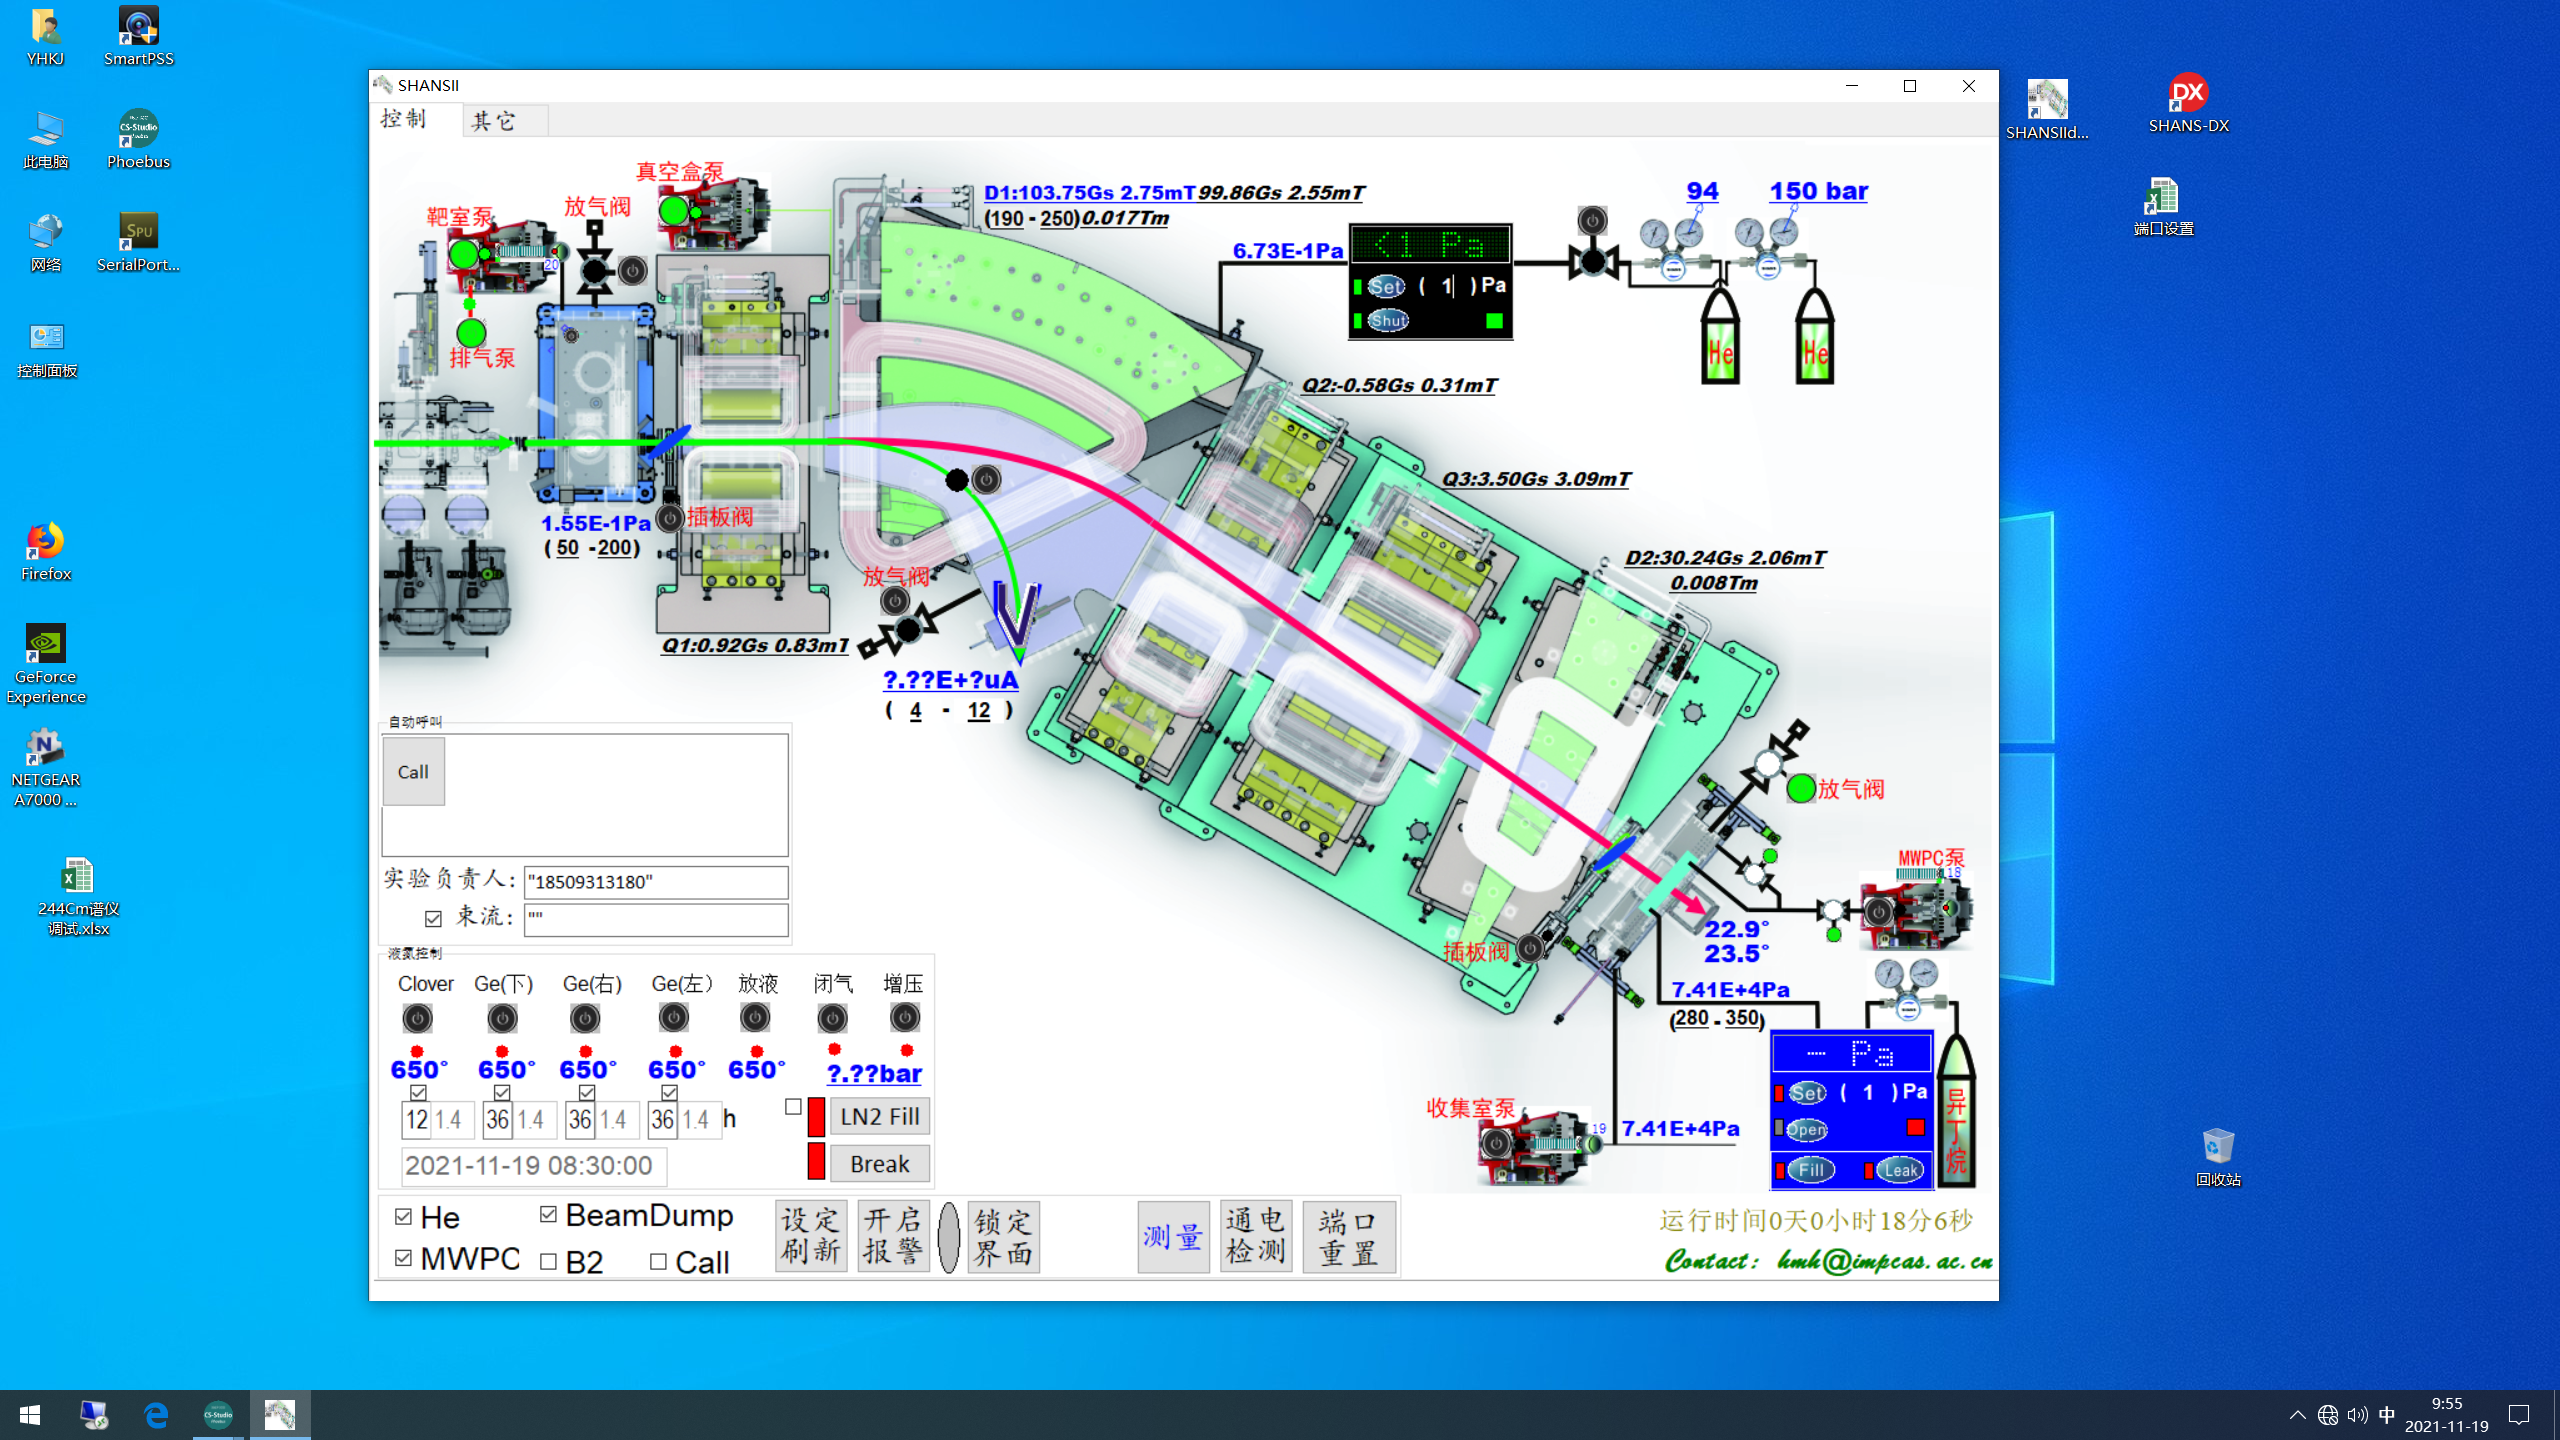 YHKJ
SmartPSS
此电脑
Phoebus
网络
SerialPort...
控制面板
Firefox
GeForce
Experience
NETGEAR
A7000 ...
244Cm谱仪
调试.xlsx
SHANSIId...
SHANS-DX
端口设置
回收站
SHANSII
控制
其它
真空盒泵
靶室泵
放气阀
20
排气泵
D1:103.75Gs 2.75mT 99.86Gs 2.55mT
(190 - 250) 0.017Tm
6.73E-1Pa
<1 Pa
Set ( 1 ) Pa
Shut
94
150 bar
He
He
Q2:-0.58Gs 0.31mT
Q3:3.50Gs 3.09mT
D2:30.24Gs 2.06mT
0.008Tm
1.55E-1Pa
( 50 - 200 )
插板阀
放气阀
Q1:0.92Gs 0.83mT
?.??E+?uA
( 4 - 12 )
放气阀
MWPC泵
18
22.9°
23.5°
插板阀
7.41E+4Pa
(280 - 350)
- Pa
Set ( 1 ) Pa
Open
Fill
Leak
异丁烷
收集室泵
19
7.41E+4Pa
自动呼叫
Call
实验负责人: "18509313180"
束流: ""
液氮控制
Clover Ge(下) Ge(右) Ge(左) 放液 闭气 增压
650° 650° 650° 650° 650° ?.??bar
12 1.4 36 1.4 36 1.4 36 1.4 h
LN2 Fill
2021-11-19 08:30:00
Break
He
BeamDump
MWPC
B2
Call
设定
刷新
开启
报警
锁定
界面
测量
通电
检测
端口
重置
运行时间0天0小时18分6秒
Contact: hmh@impcas.ac.cn
中
9:55
2021-11-19